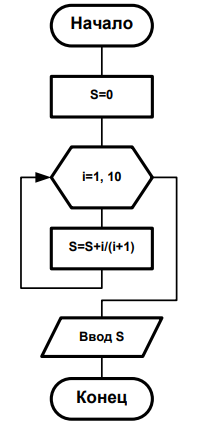 Начало
S=0
i=1, 10
S=S+i/(i+1)
Ввод S
Конец